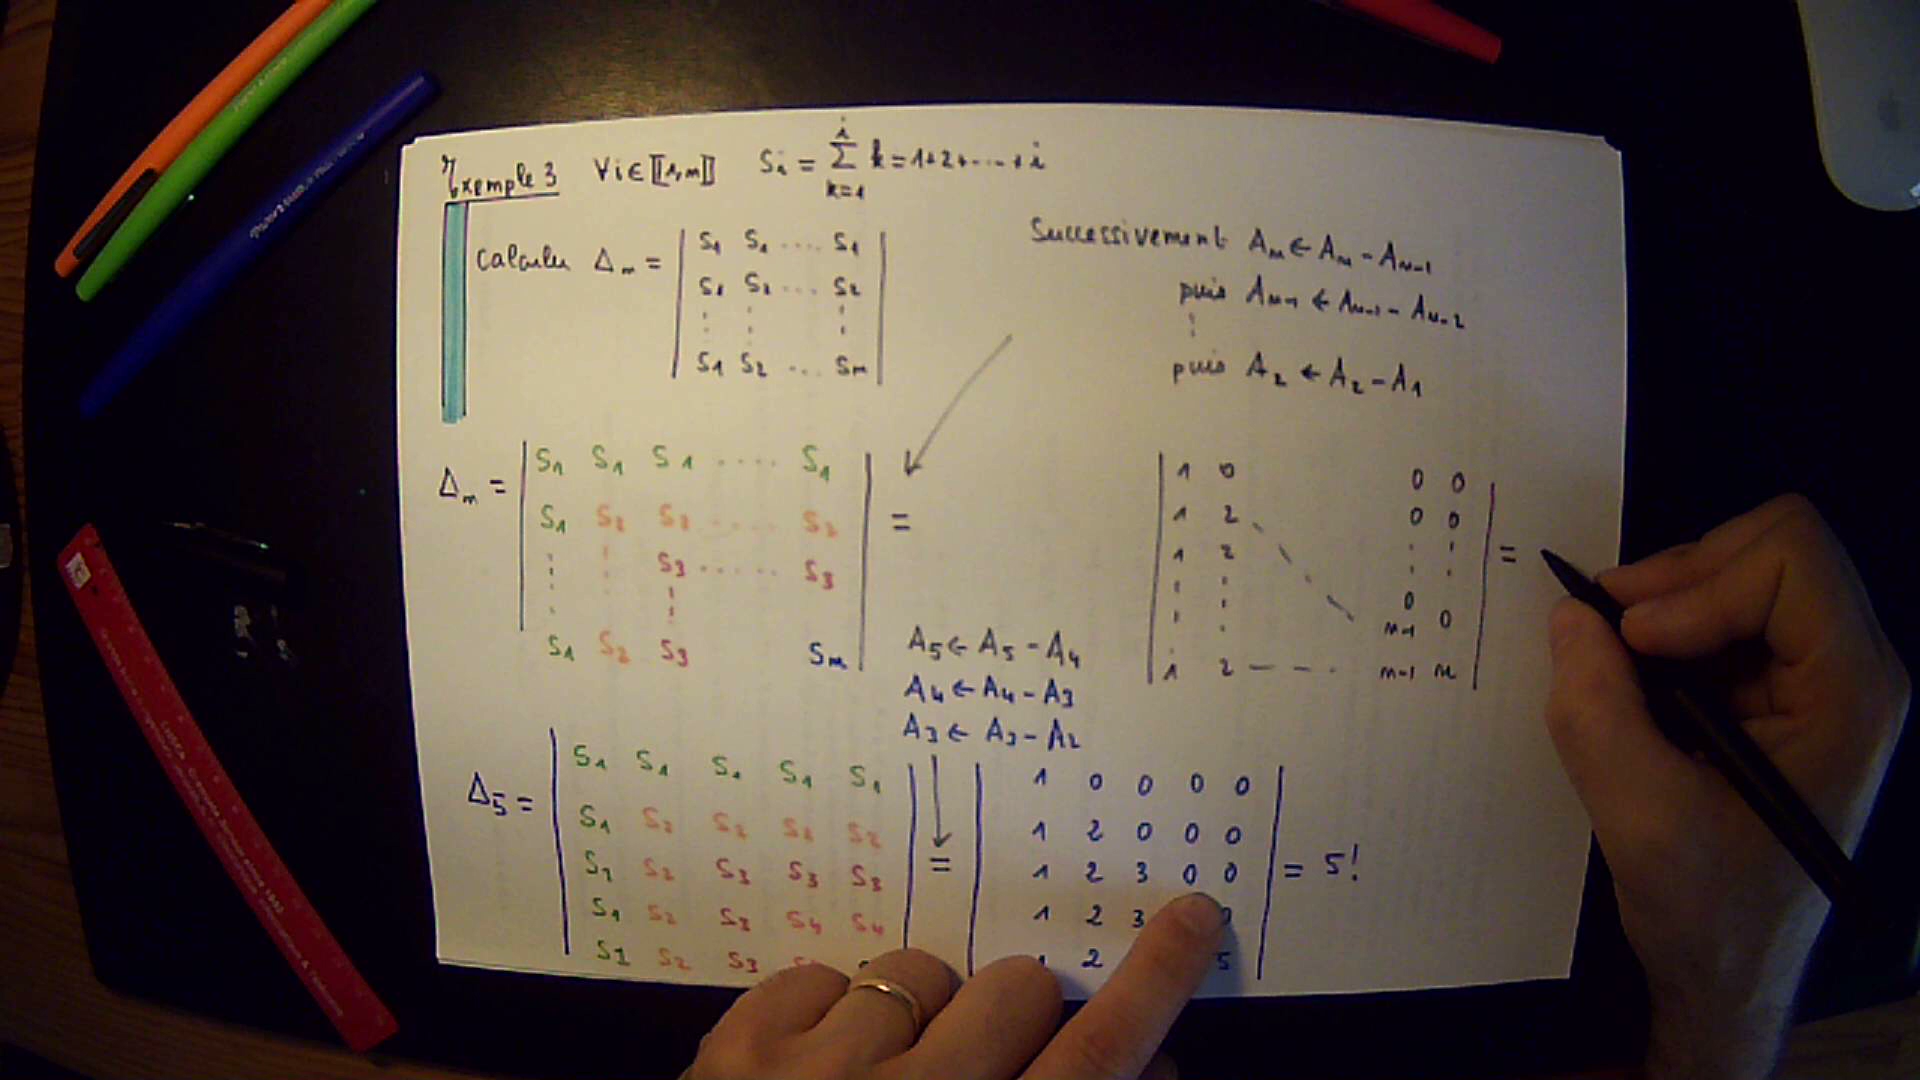 Exemple 3 ∀i∈⟦1,n⟧ Si = ∑ k = 1+2+...+i
i
k=1
Calculer Δn =
S1 S1 .... S1
S1 S2 ... S2
⋮ ⋮ ⋮
S1 S2 ... Sn
Successivement An ← An - An-1
puis An-1 ← An-1 - An-2
⋮
puis A2 ← A2 - A1
Δn =
S1 S1 S1 .... S1
S1 S2 S2 .... S2
⋮ ⋮ S3 ..... S3
⋮ ⋮
S1 S2 S3 Sn
=
1 0 0 0
1 2 0 0
1 2 ⋮ ⋮
⋮ ⋮ 0
⋮ ⋮ n-1 0
1 2 - - . n-1 n
=
A5 ← A5 - A4
A4 ← A4 - A3
A3 ← A3 - A2
Δ5 =
S1 S1 S1 S1 S1
S1 S2 S2 S2 S2
S1 S2 S3 S3 S3
S1 S2 S3 S4 S4
S1 S2 S3
=
1 0 0 0 0
1 2 0 0 0
1 2 3 0 0
1 2 3 0
1 2 5
= 5!